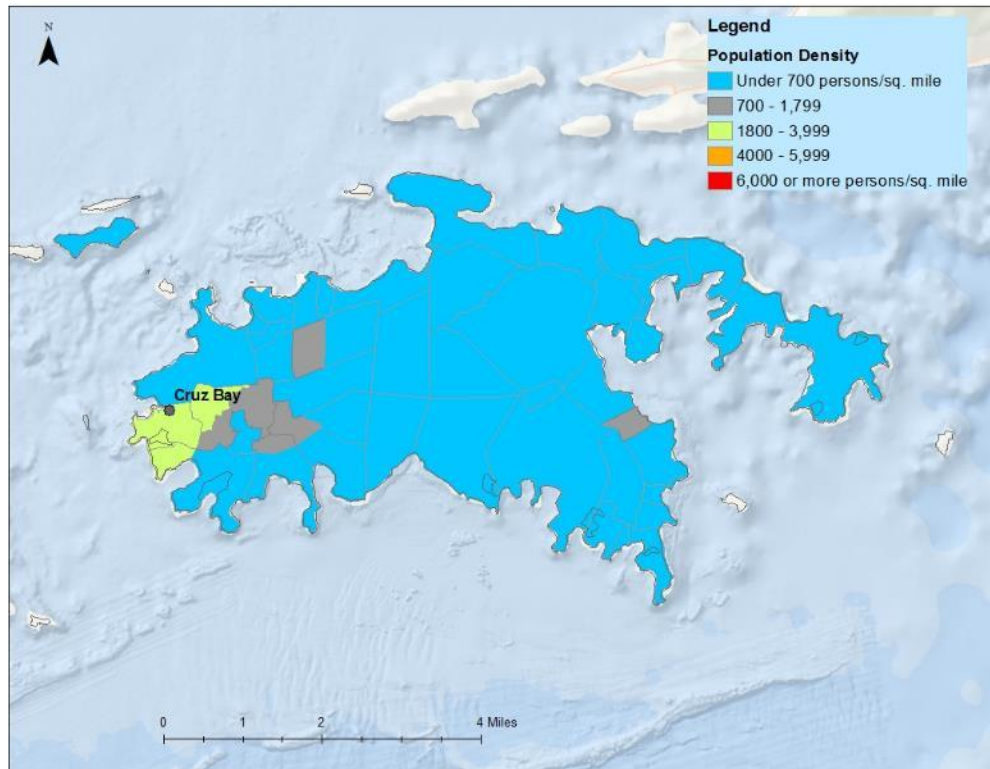 N
Legend
Population Density
Under 700 persons/sq. mile
700 - 1,799
1800 - 3,999
4000 - 5,999
6,000 or more persons/sq. mile
Cruz Bay
0 1 2 4 Miles